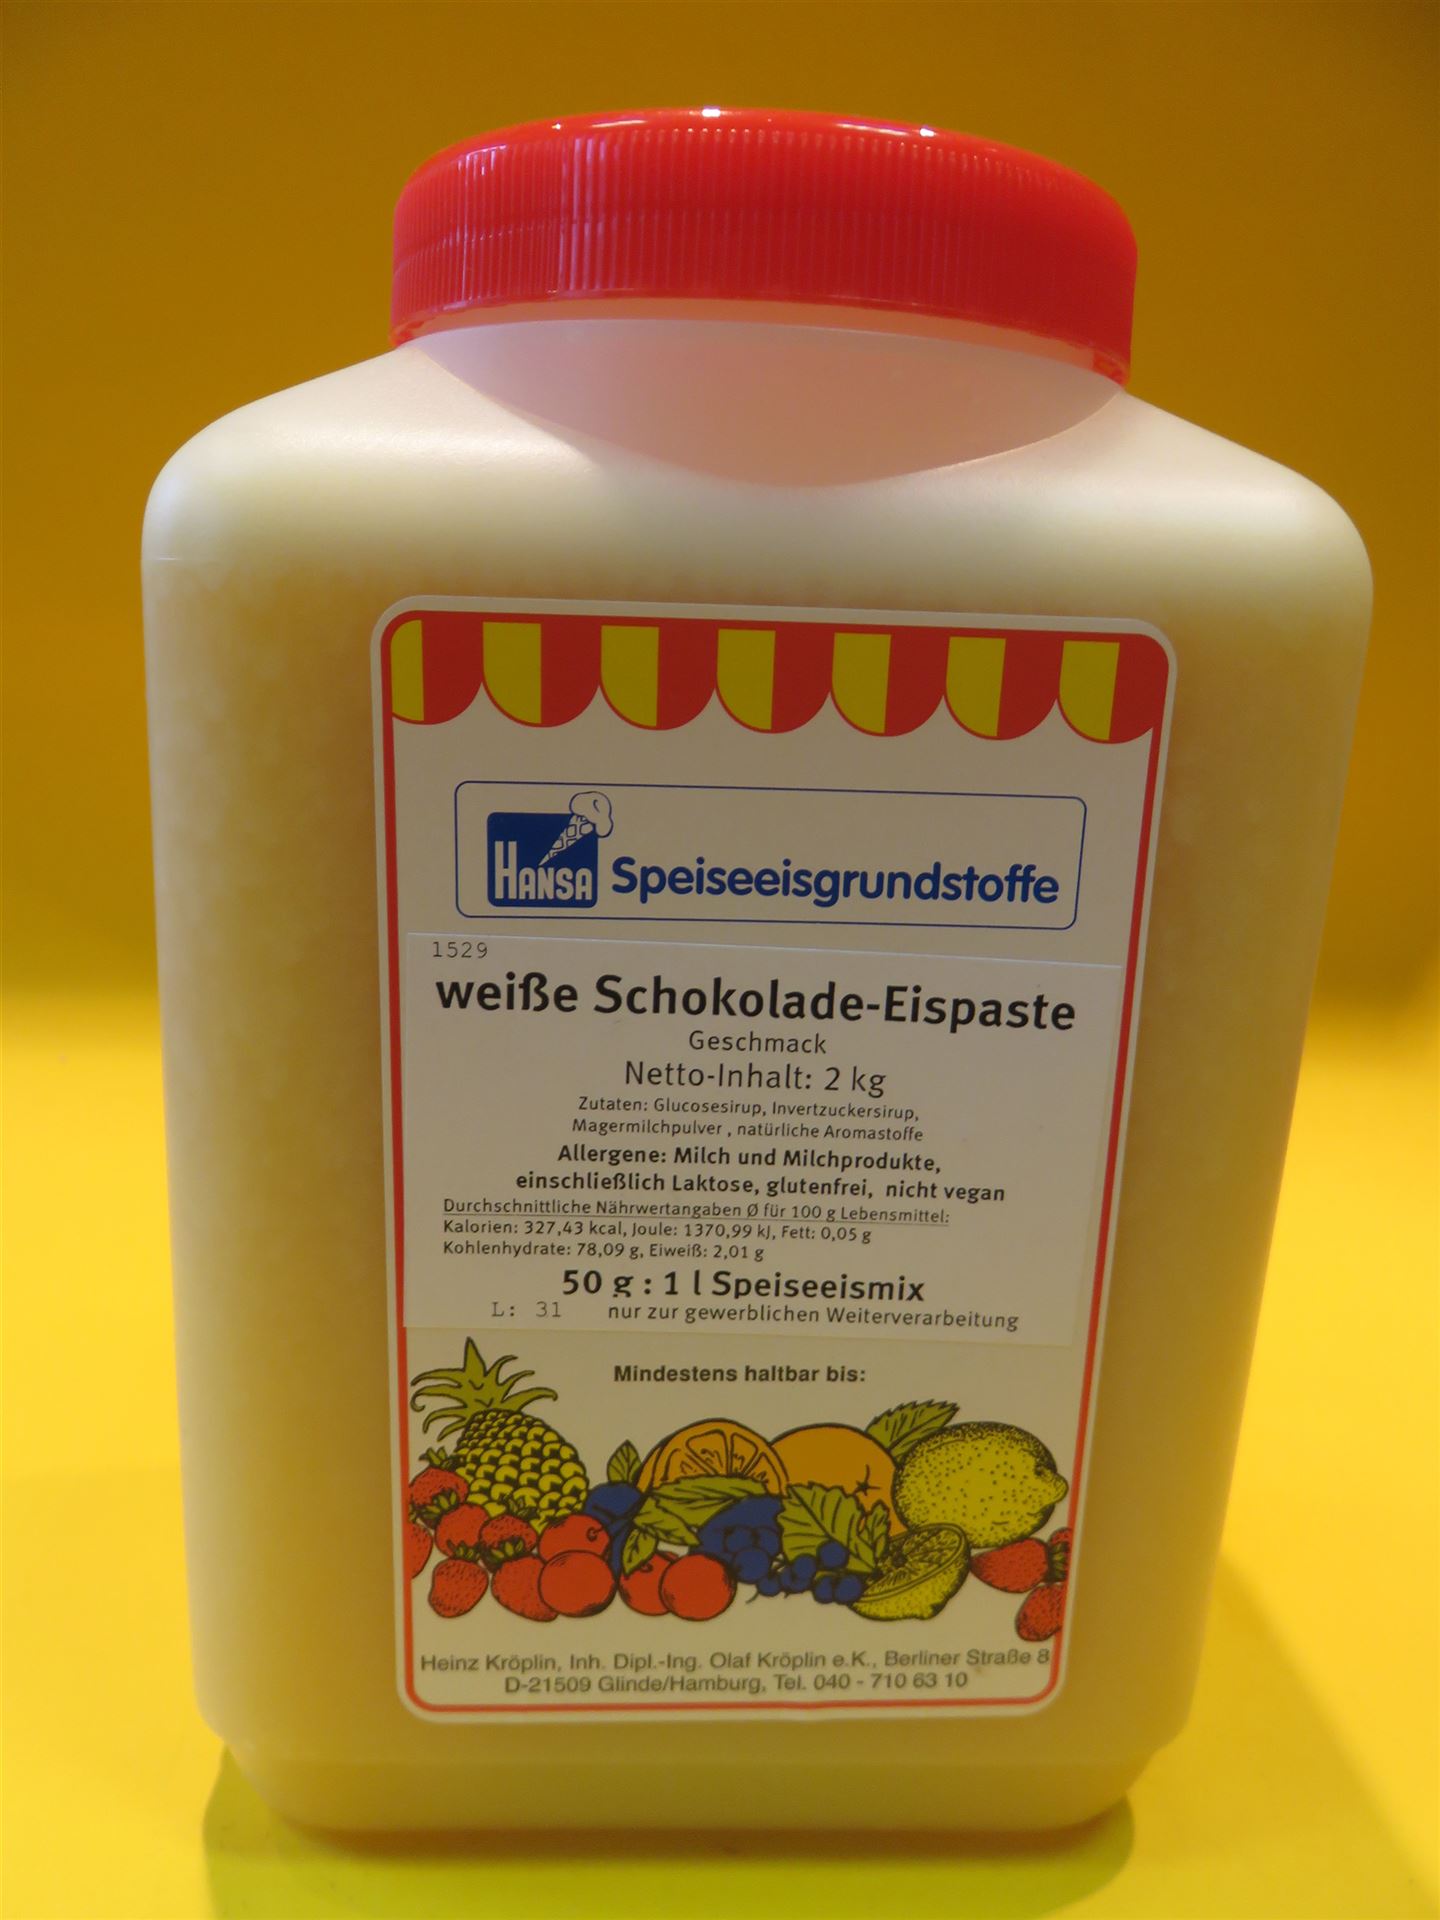 HANSA Speiseeisgrundstoffe
1529
weiße Schokolade-Eispaste
Geschmack
Netto-Inhalt: 2 kg
Zutaten: Glucosesirup, Invertzuckersirup,
Magermilchpulver , natürliche Aromastoffe
Allergene: Milch und Milchprodukte,
einschließlich Laktose, glutenfrei, nicht vegan
Durchschnittliche Nährwertangaben Ø für 100 g Lebensmittel:
Kalorien: 327,43 kcal, Joule: 1370,99 kJ, Fett: 0,05 g
Kohlenhydrate: 78,09 g, Eiweiß: 2,01 g
50 g : 1 l Speiseeismix
L: 31 nur zur gewerblichen Weiterverarbeitung
Mindestens haltbar bis:
Heinz Kröplin, Inh. Dipl.-Ing. Olaf Kröplin e.K., Berliner Straße 8
D-21509 Glinde/Hamburg, Tel. 040 - 710 63 10